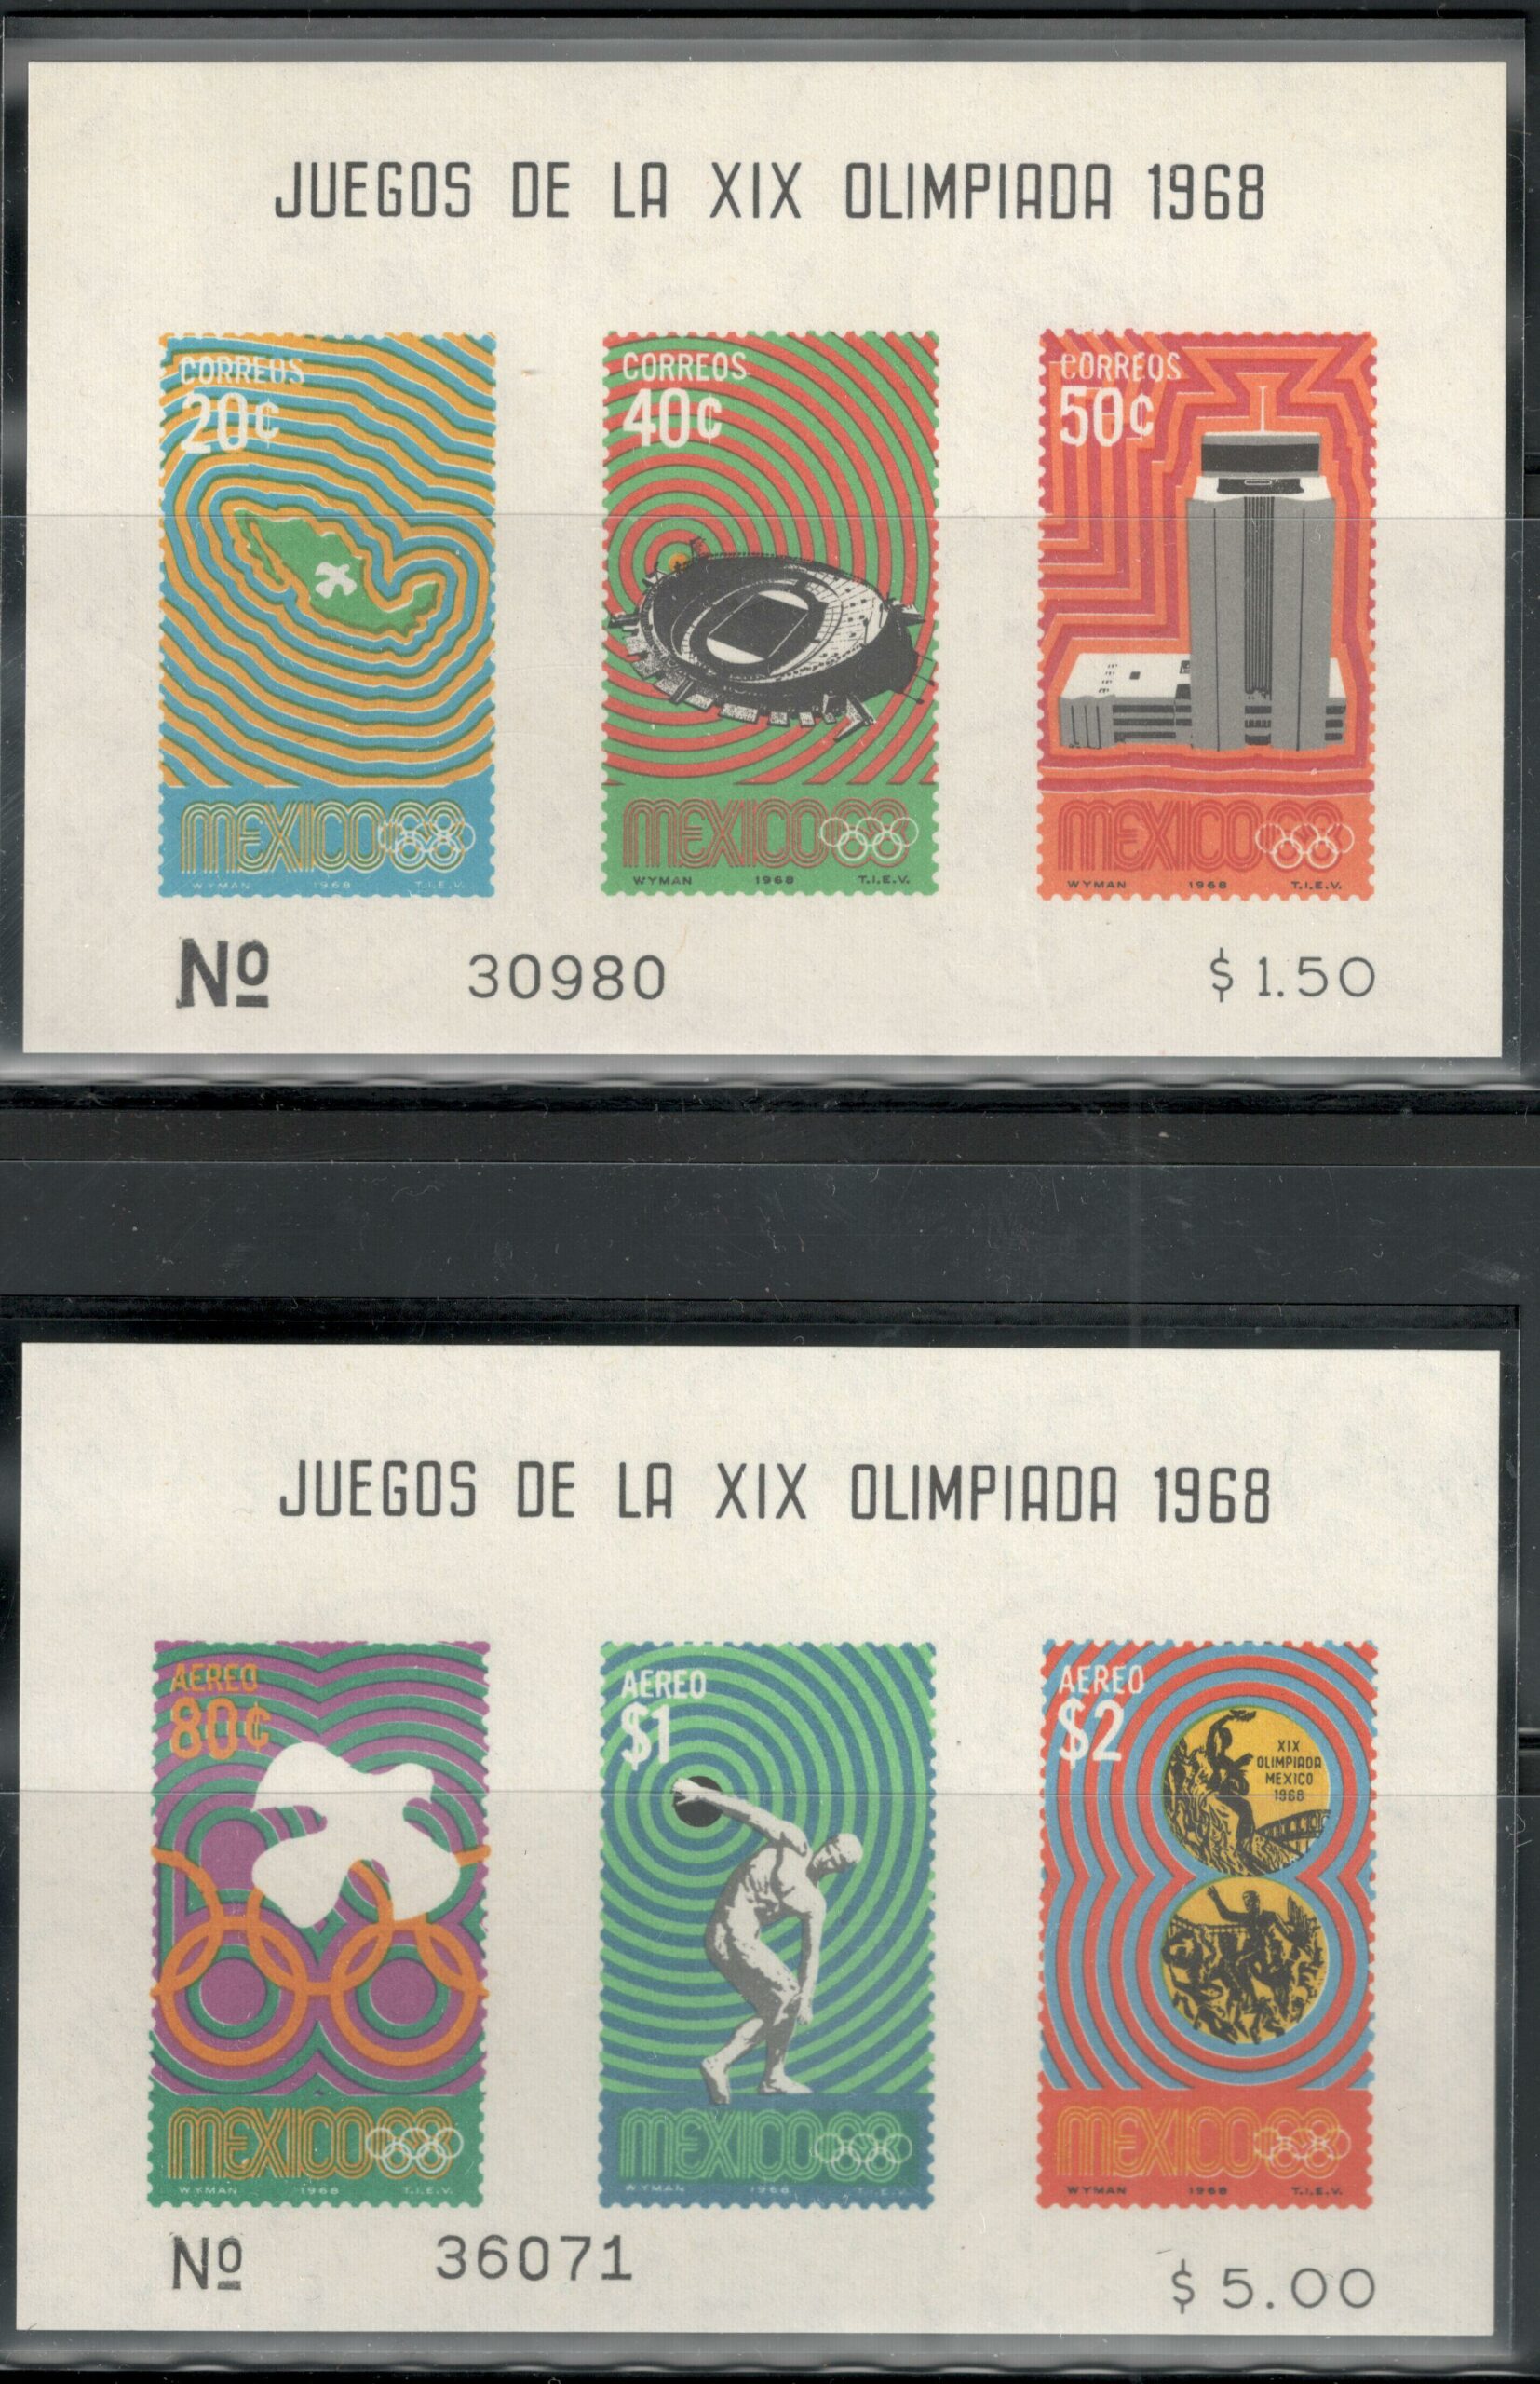 JUEGOS DE LA XIX OLIMPIADA 1968
CORREOS
20¢
MEXICO68
WYMAN 1968 T.I.E.V.
CORREOS
40¢
MEXICO68
WYMAN 1968 T.I.E.V.
CORREOS
50¢
MEXICO68
WYMAN 1968 T.I.E.V.
Nº 30980 $1.50
JUEGOS DE LA XIX OLIMPIADA 1968
AEREO
80¢
MEXICO68
WYMAN 1968 T.I.E.V.
AEREO
$1
MEXICO68
WYMAN 1968 T.I.E.V.
AEREO
$2
XIX
OLIMPIADA
MEXICO
1968
MEXICO68
WYMAN 1968 T.I.E.V.
Nº 36071 $5.00